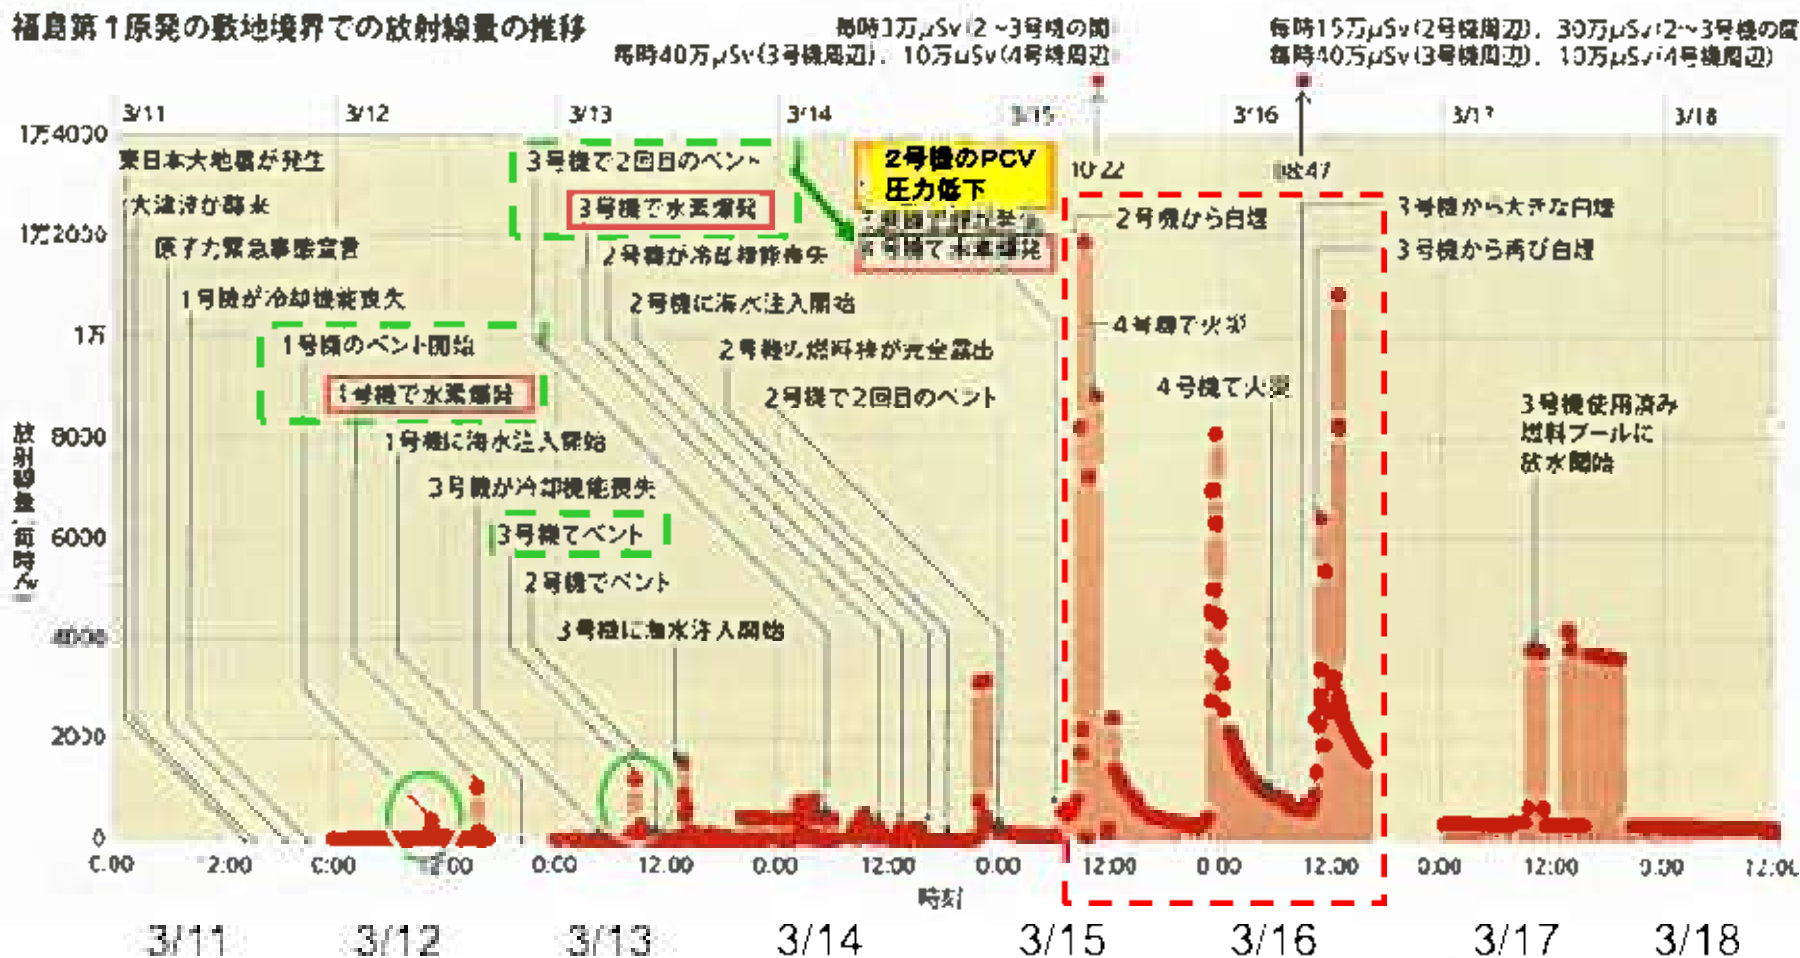 福島第1原発の敷地境界での放射線量の推移
毎時3万μSv(2~3号機の間)
毎時40万μSv(3号機周辺)、10万μSv(4号機周辺)
毎時15万μSv(2号機周辺)、30万μSv(2~3号機の間)
毎時40万μSv(3号機周辺)、10万μSv(4号機周辺)
3/11
3/12
3/13
3/14
3/15
3/16
3/17
3/18
1万4000
1万2000
1万
8000
6000
4000
2000
0
東日本大地震が発生
大津波が襲来
原子力緊急事態宣言
1号機が冷却機能喪失
1号機のベント開始
1号機で水素爆発
1号機に海水注入開始
3号機が冷却機能喪失
3号機でベント
2号機でベント
3号機に海水注入開始
3号機で2回目のベント
3号機で水素爆発
2号機が冷却機能喪失
2号機に海水注入開始
2号機の燃料棒が完全露出
2号機で2回目のベント
2号機のPCV
圧力低下
4号機で水素爆発
10:22
08:47
2号機から白煙
4号機で火災
4号機で火災
3号機から大きな白煙
3号機から再び白煙
3号機使用済み
燃料プールに
放水開始
0:00
12:00
0:00
12:00
0:00
12:00
0:00
12:00
0:00
12:00
0:00
12:00
0:00
12:00
0:00
12:00
時刻
3/11
3/12
3/13
3/14
3/15
3/16
3/17
3/18